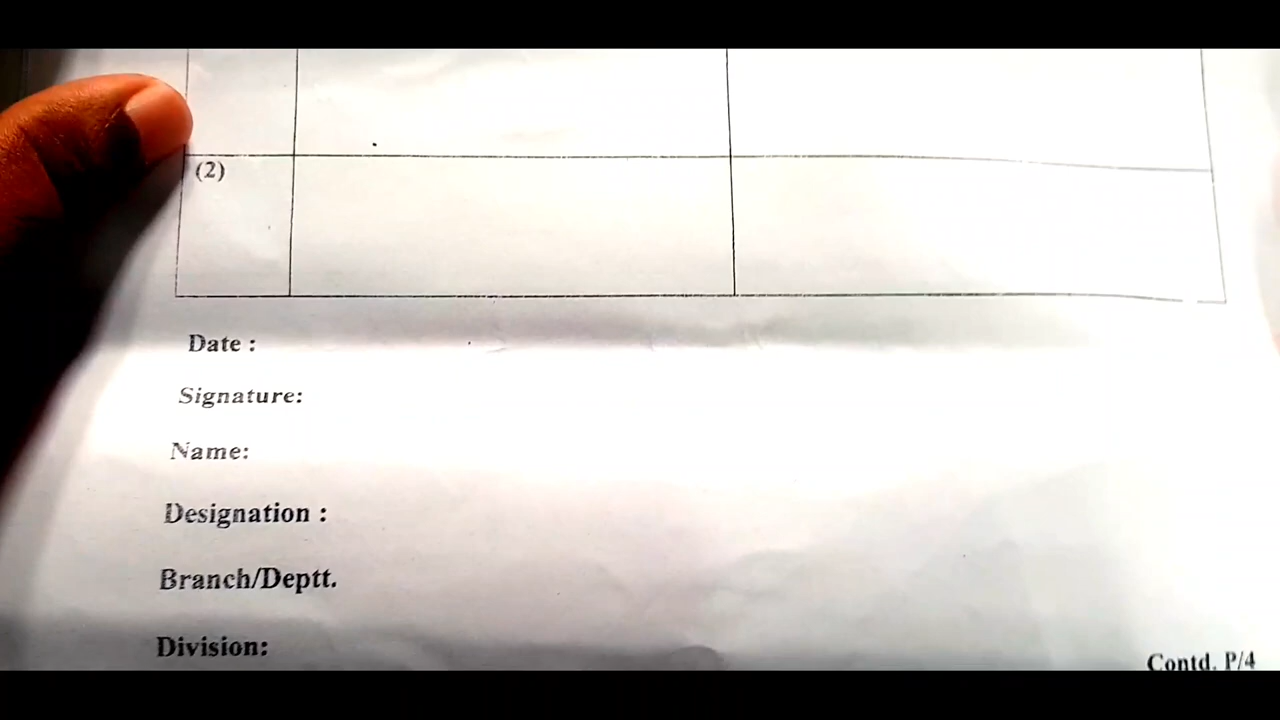 (2)
Date :
Signature:
Name:
Designation :
Branch/Deptt.
Division:
Contd. P/4